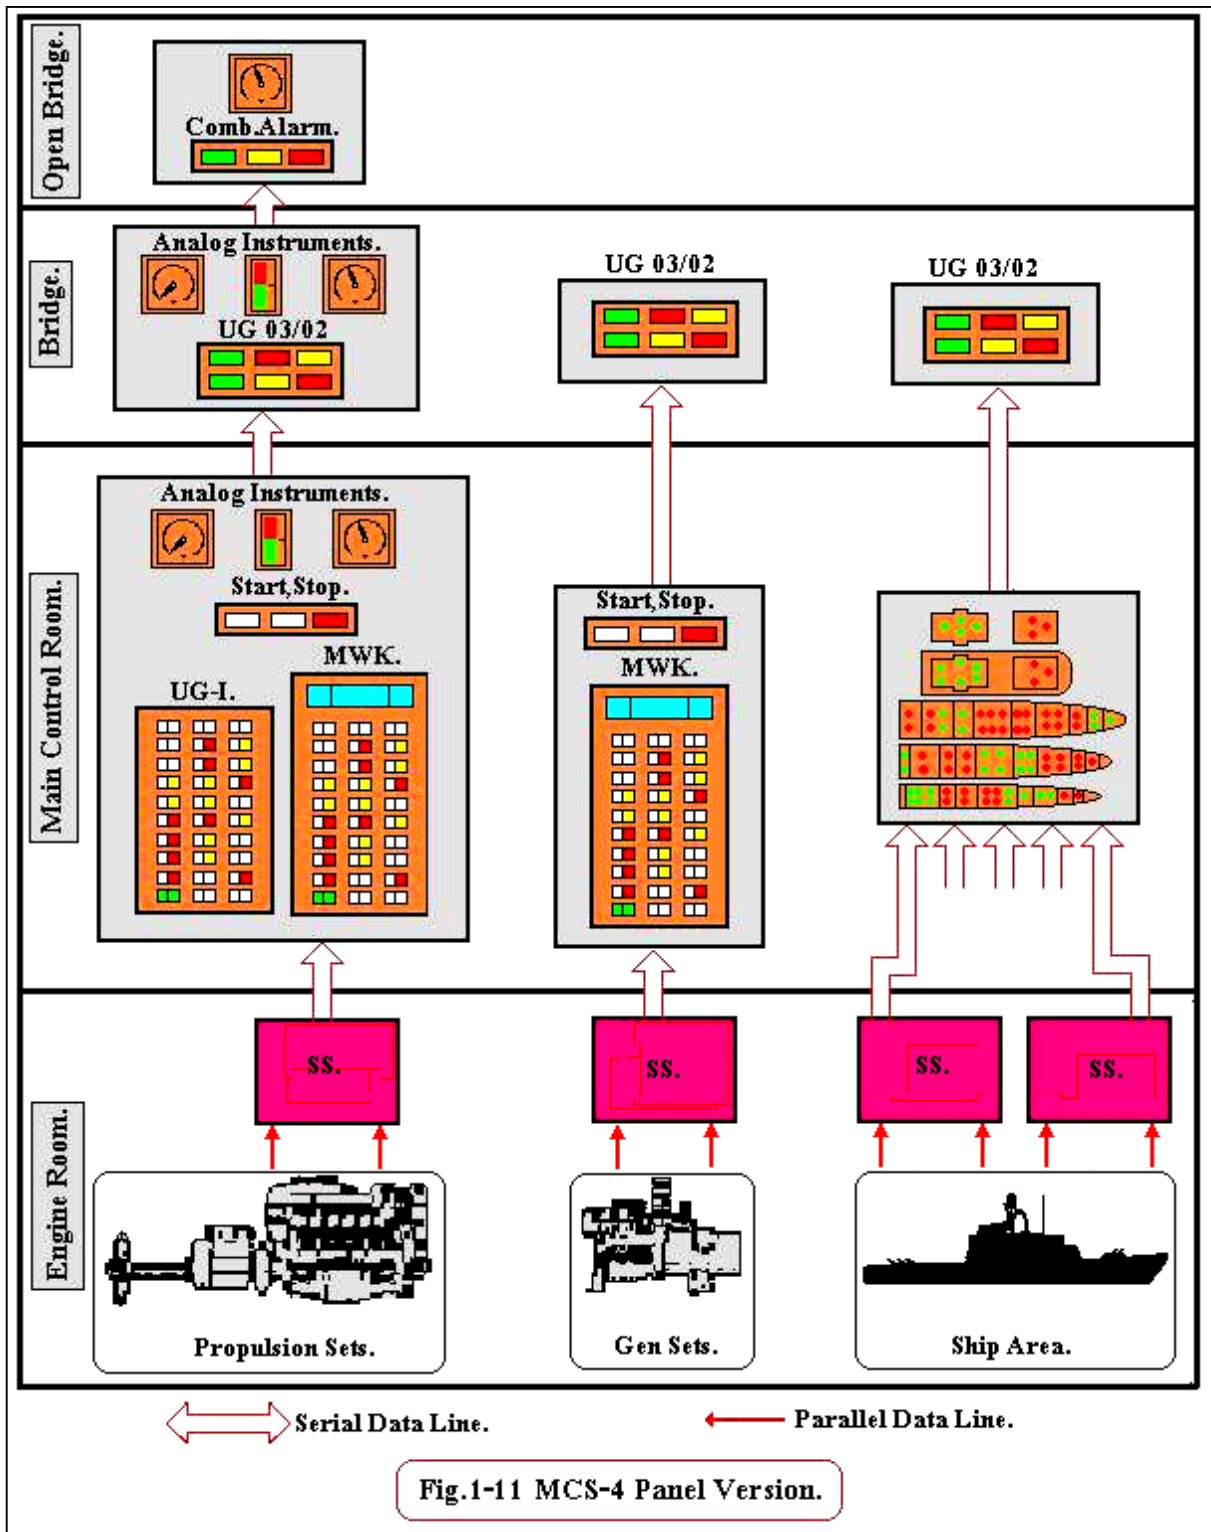 Open Bridge.
Comb.Alarm.
Bridge.
Analog Instruments.
UG 03/02
UG 03/02
UG 03/02
Main Control Room.
Analog Instruments.
Start,Stop.
UG-I.
MWK.
Start,Stop.
MWK.
Engine Room.
SS.
SS.
SS.
SS.
Propulsion Sets.
Gen Sets.
Ship Area.
Serial Data Line.
Parallel Data Line.
Fig.1-11 MCS-4 Panel Version.